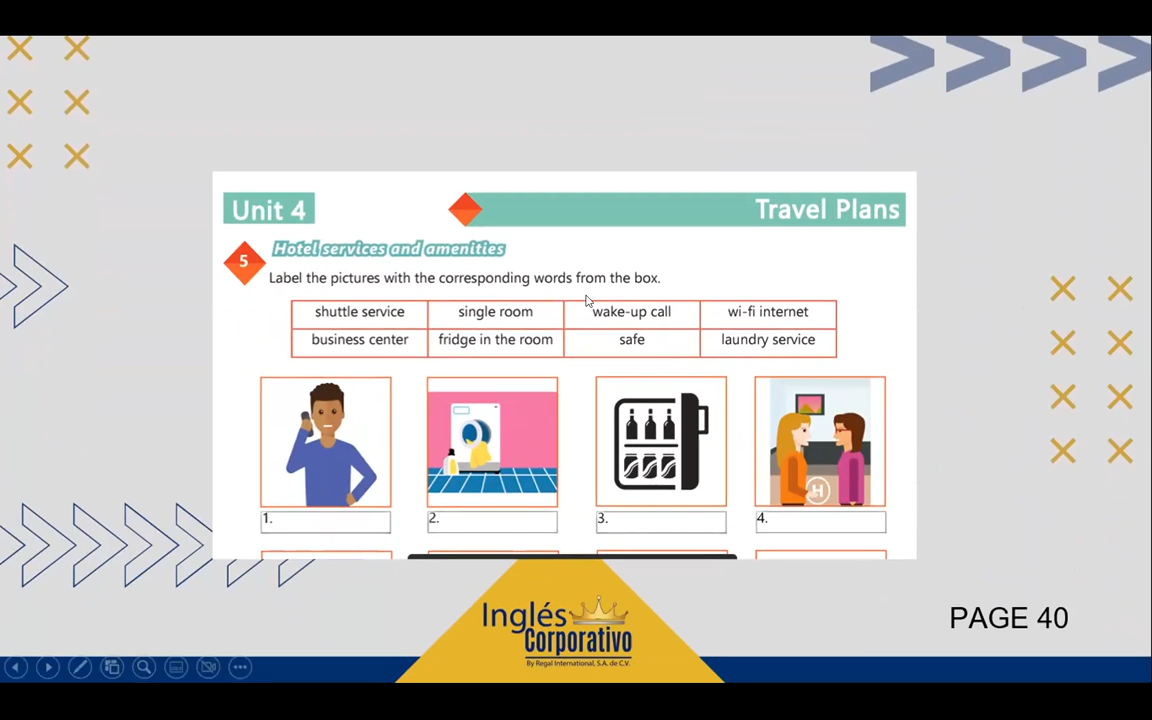 Unit 4
Travel Plans
5
Hotel services and amenities
Label the pictures with the corresponding words from the box.
shuttle service single room wake-up call wi-fi internet
business center fridge in the room safe laundry service
H
1. 2. 3. 4.
Inglés
Corporativo
By Regal International, S.A. de C.V.
PAGE 40